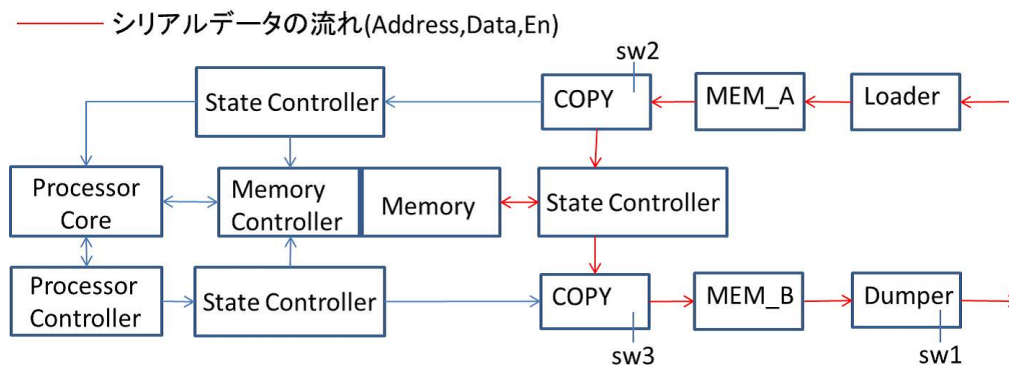 シリアルデータの流れ(Address,Data,En)
sw2
State Controller
COPY
MEM_A
Loader
Processor
Core
Memory
Controller
Memory
State Controller
Processor
Controller
State Controller
COPY
MEM_B
Dumper
sw3
sw1